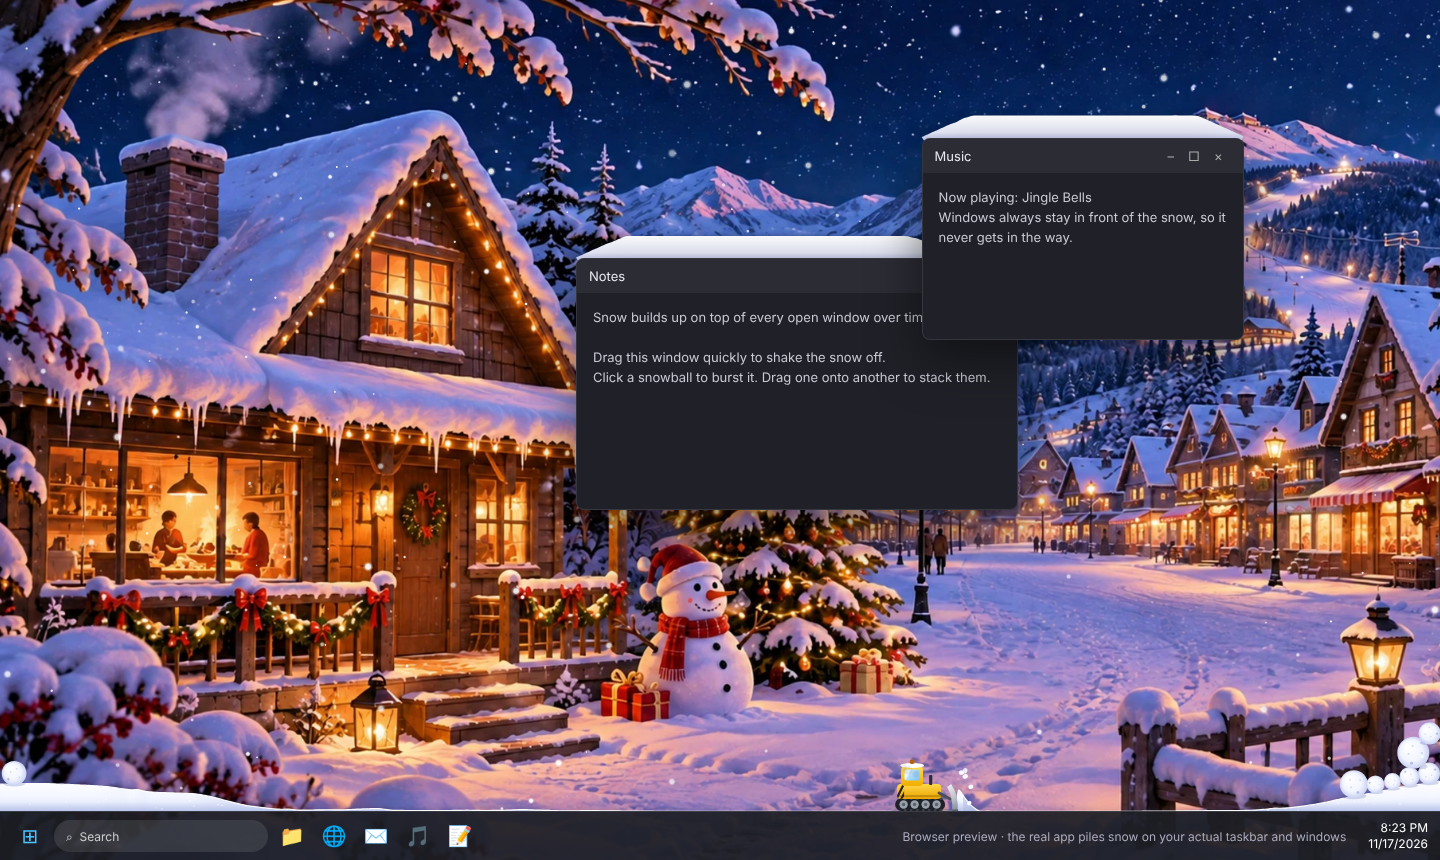 Music
Now playing: Jingle Bells
Windows always stay in front of the snow, so it
never gets in the way.
Notes
Snow builds up on top of every open window over tim
Drag this window quickly to shake the snow off.
Click a snowball to burst it. Drag one onto another to stack them.
Search
Browser preview · the real app piles snow on your actual taskbar and windows
8:23 PM
11/17/2026